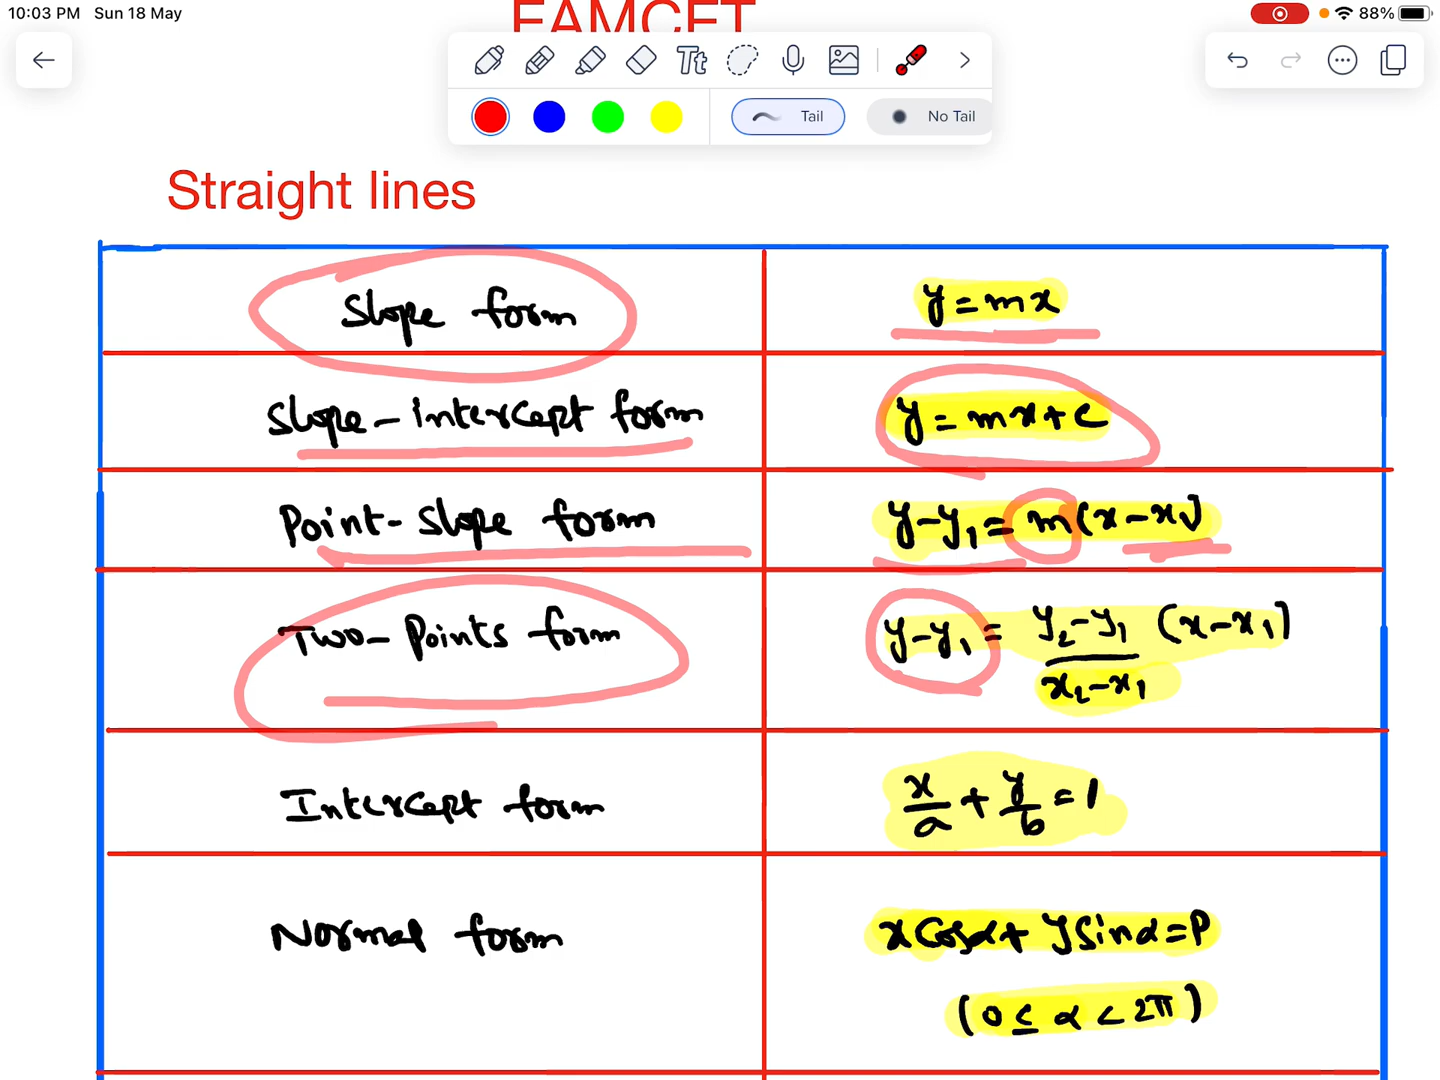 10:03 PM Sun 18 May
88%
EAMCET
Tt
Tail
No Tail
Straight lines
Slope form
y = mx
Slope - intercept form
y = mx + c
Point - slope form
y - y₁ = m(x - x₁)
Two - Points form
y - y₁ = y₂ - y₁ / x₂ - x₁ (x - x₁)
Intercept form
x/a + y/b = 1
Normal form
x Cosα + y Sinα = P
(0 ≤ α < 2π)